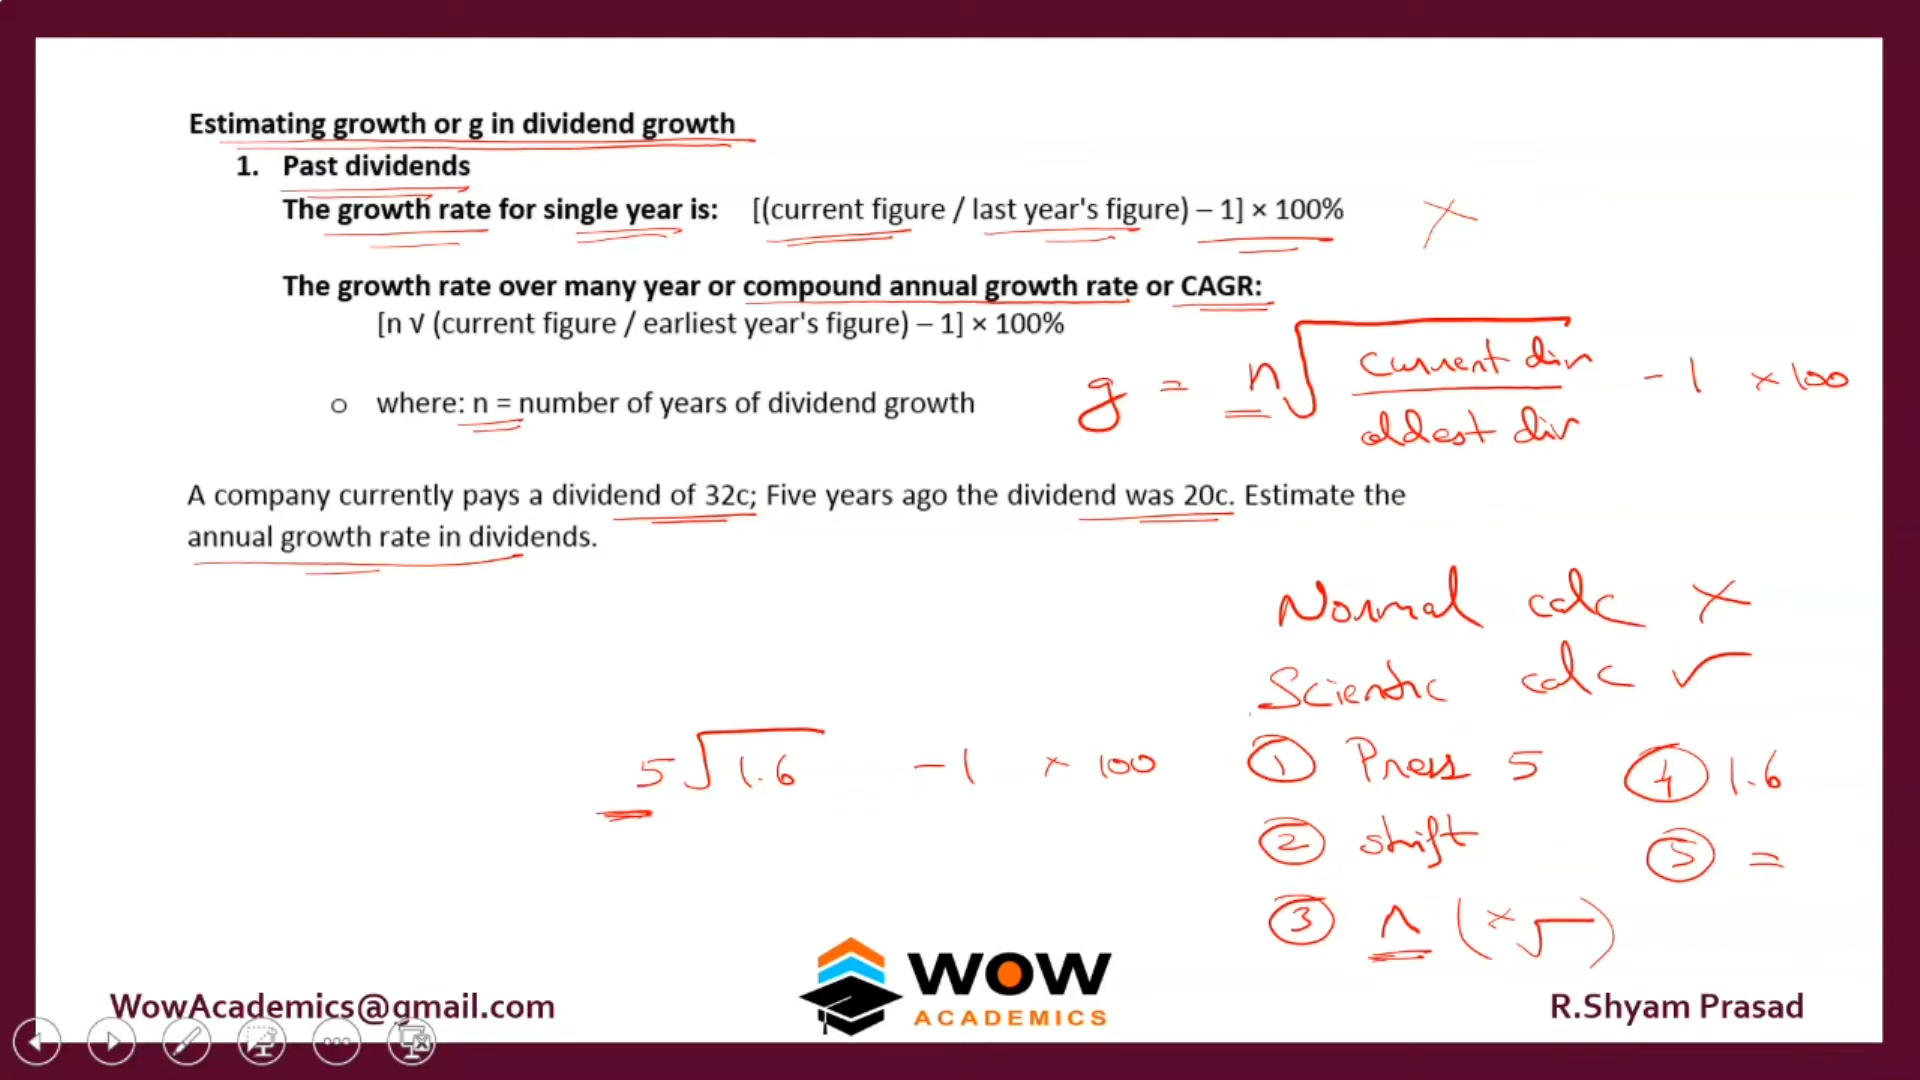 Estimating growth or g in dividend growth
1. Past dividends
The growth rate for single year is: [(current figure / last year's figure) – 1] × 100%
The growth rate over many year or compound annual growth rate or CAGR:
[n √ (current figure / earliest year's figure) – 1] × 100%
g = n√ current div / oldest div - 1 × 100
o where: n = number of years of dividend growth
A company currently pays a dividend of 32c; Five years ago the dividend was 20c. Estimate the
annual growth rate in dividends.
Normal calc ×
Scientic calc ✓
5√1.6 - 1 × 100
① Press 5 ④ 1.6
② shift ⑤ =
③ ^ (ˣ√)
WOW
ACADEMICS
WowAcademics@gmail.com
R.Shyam Prasad